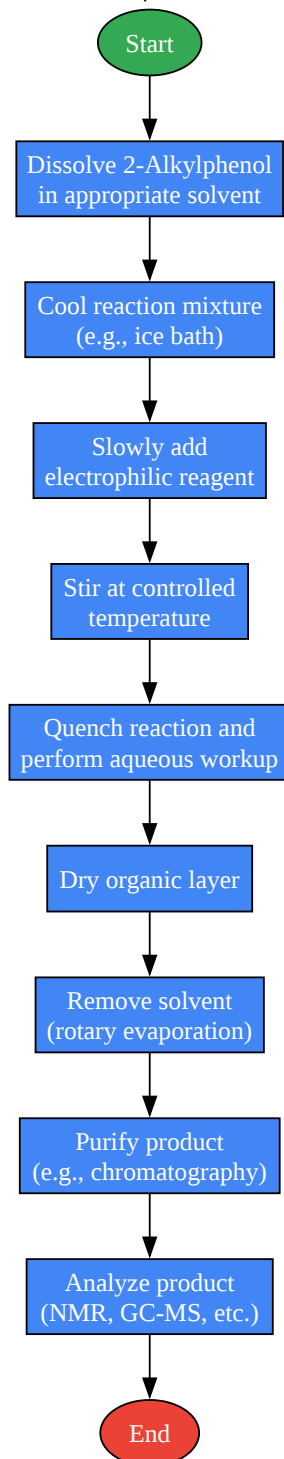 Start
Dissolve 2-Alkylphenol
in appropriate solvent
Cool reaction mixture
(e.g., ice bath)
Slowly add
electrophilic reagent
Stir at controlled
temperature
Quench reaction and
perform aqueous workup
Dry organic layer
Remove solvent
(rotary evaporation)
Purify product
(e.g., chromatography)
Analyze product
(NMR, GC-MS, etc.)
End